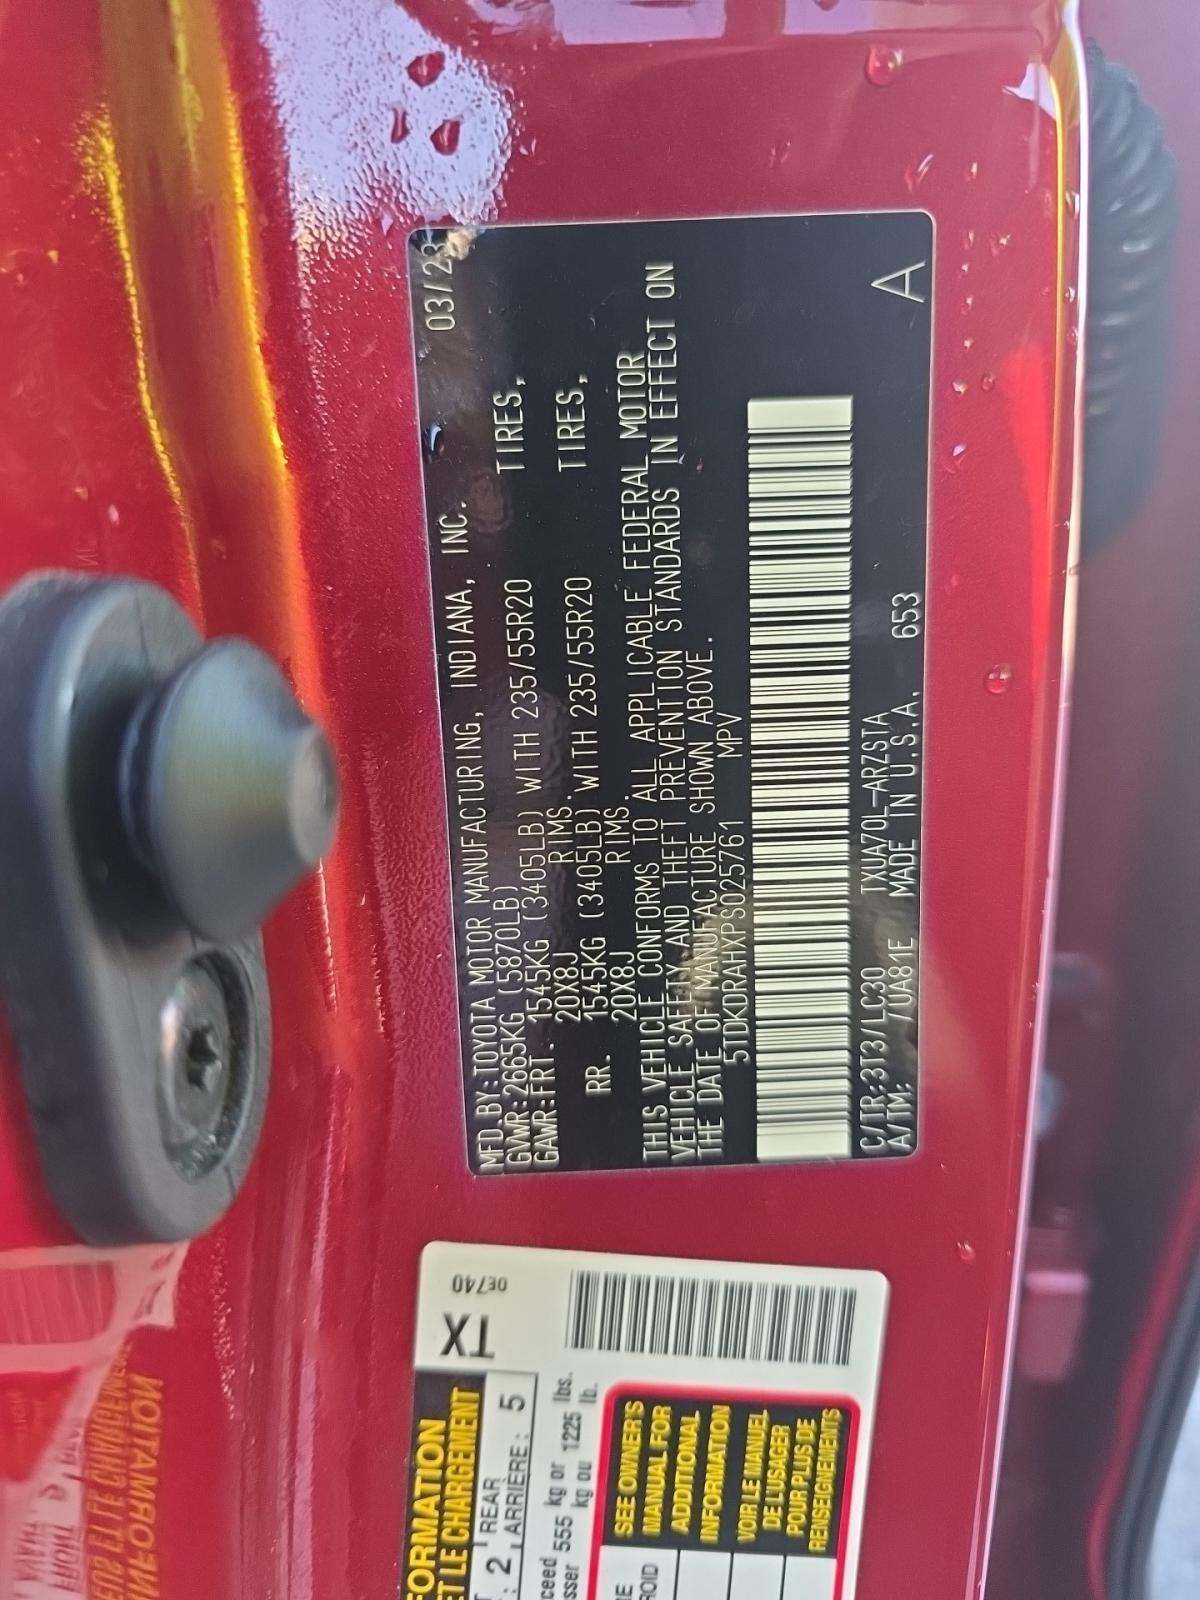 MFD.BY:TOYOTA MOTOR MANUFACTURING, INDIANA, INC. 03/23
GVWR:2665KG (5870LB)
GAWR:FRT. 1545KG (3405LB) WITH 235/55R20 TIRES,
20X8J RIMS.
RR. 1545KG (3405LB) WITH 235/55R20 TIRES,
20X8J RIMS.
THIS VEHICLE CONFORMS TO ALL APPLICABLE FEDERAL MOTOR
VEHICLE SAFETY AND THEFT PREVENTION STANDARDS IN EFFECT ON
THE DATE OF MANUFACTURE SHOWN ABOVE.
5TDKDRAHXPS025761 MPV
C/TR:3T3/LC30 TXUA70L-ARZSTA
A/TM: /UA81E MADE IN U.S.A. 653
A
TX
0E740
FORMATION
ET LE CHARGEMENT
2 REAR
ARRIÈRE: 5
555 kg or 1225 lbs.
kg ou lb.
SEE OWNER'S
MANUAL FOR
ADDITIONAL
INFORMATION
VOIR LE MANUEL
DE L'USAGER
POUR PLUS DE
RENSEIGNEMENTS